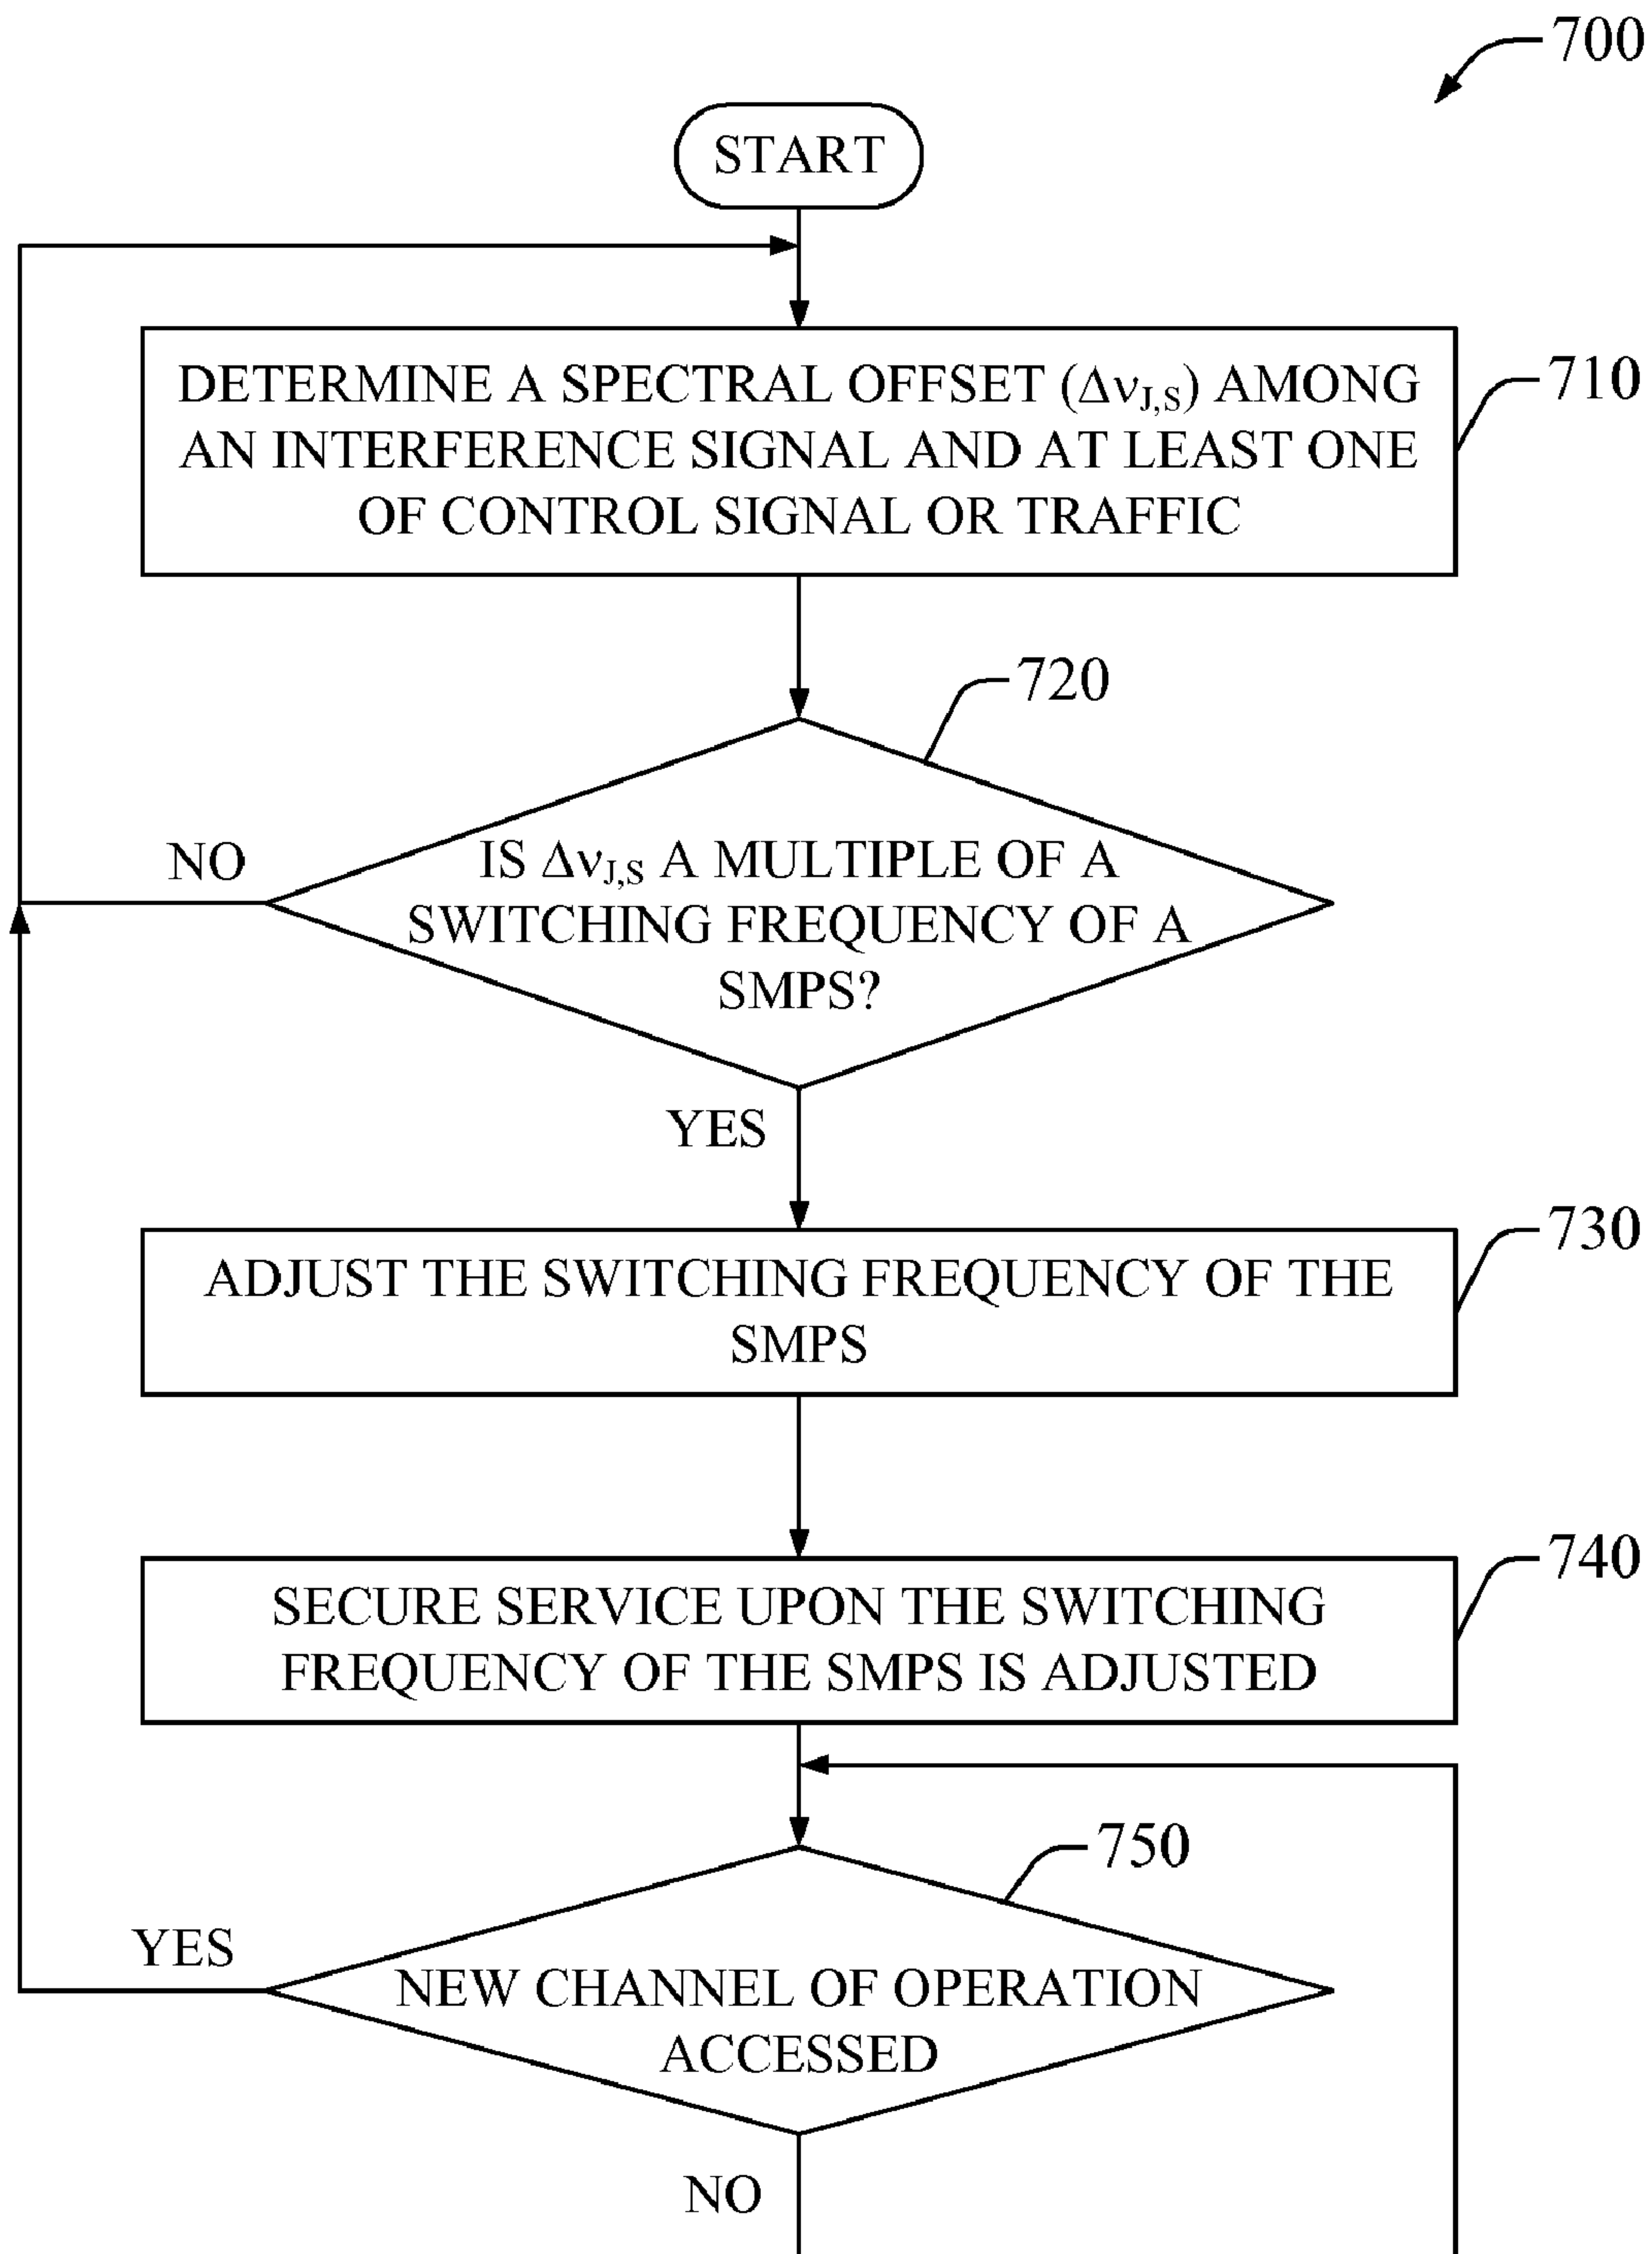 700
START
DETERMINE A SPECTRAL OFFSET (Δν_J,S) AMONG
AN INTERFERENCE SIGNAL AND AT LEAST ONE
OF CONTROL SIGNAL OR TRAFFIC
710
720
NO
IS Δν_J,S A MULTIPLE OF A
SWITCHING FREQUENCY OF A
SMPS?
YES
730
ADJUST THE SWITCHING FREQUENCY OF THE
SMPS
740
SECURE SERVICE UPON THE SWITCHING
FREQUENCY OF THE SMPS IS ADJUSTED
750
YES
NEW CHANNEL OF OPERATION
ACCESSED
NO